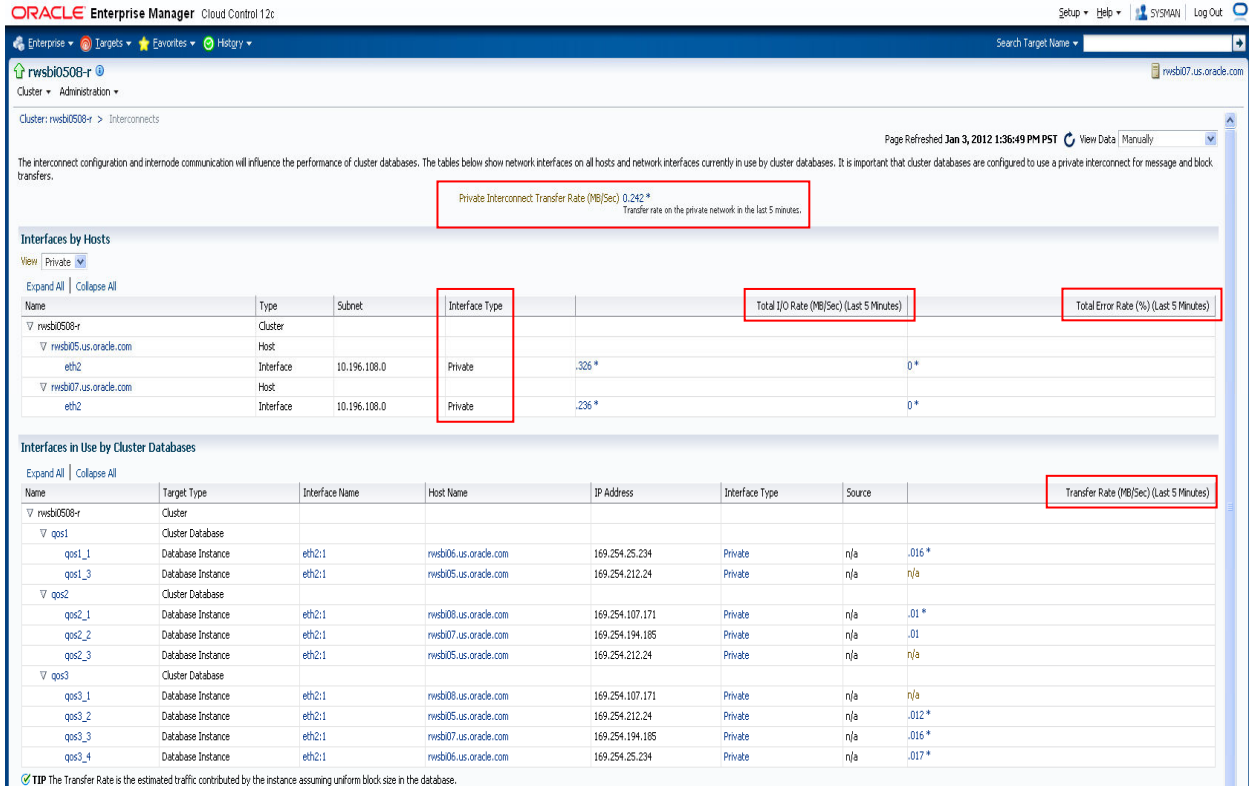 ORACLE Enterprise Manager Cloud Control 12c
Setup Help SYSMAN Log Out
Enterprise Targets Favorites History Search Target Name
rwsbi0508-r rwsbi07.us.oracle.com
Cluster Administration
Cluster: rwsbi0508-r > Interconnects
Page Refreshed Jan 3, 2012 1:36:49 PM PST View Data Manually
The interconnect configuration and internode communication will influence the performance of cluster databases. The tables below show network interfaces on all hosts and network interfaces currently in use by cluster databases. It is important that cluster databases are configured to use a private interconnect for message and block
transfers.
Private Interconnect Transfer Rate (MB/Sec) 0.242 *
Transfer rate on the private network in the last 5 minutes.
Interfaces by Hosts
View Private
Expand All | Collapse All
Name Type Subnet Interface Type Total I/O Rate (MB/Sec) (Last 5 Minutes) Total Error Rate (%) (Last 5 Minutes)
rwsbi0508-r Cluster
rwsbi05.us.oracle.com Host
eth2 Interface 10.196.108.0 Private .326 * 0 *
rwsbi07.us.oracle.com Host
eth2 Interface 10.196.108.0 Private .236 * 0 *
Interfaces in Use by Cluster Databases
Expand All | Collapse All
Name Target Type Interface Name Host Name IP Address Interface Type Source Transfer Rate (MB/Sec) (Last 5 Minutes)
rwsbi0508-r Cluster
qos1 Cluster Database
qos1_1 Database Instance eth2:1 rwsbi06.us.oracle.com 169.254.25.234 Private n/a .016 *
qos1_3 Database Instance eth2:1 rwsbi05.us.oracle.com 169.254.212.24 Private n/a n/a
qos2 Cluster Database
qos2_1 Database Instance eth2:1 rwsbi08.us.oracle.com 169.254.107.171 Private n/a .01 *
qos2_2 Database Instance eth2:1 rwsbi07.us.oracle.com 169.254.194.185 Private n/a .01
qos2_3 Database Instance eth2:1 rwsbi05.us.oracle.com 169.254.212.24 Private n/a n/a
qos3 Cluster Database
qos3_1 Database Instance eth2:1 rwsbi08.us.oracle.com 169.254.107.171 Private n/a n/a
qos3_2 Database Instance eth2:1 rwsbi05.us.oracle.com 169.254.212.24 Private n/a .012 *
qos3_3 Database Instance eth2:1 rwsbi07.us.oracle.com 169.254.194.185 Private n/a .016 *
qos3_4 Database Instance eth2:1 rwsbi06.us.oracle.com 169.254.25.234 Private n/a .017 *
TIP The Transfer Rate is the estimated traffic contributed by the instance assuming uniform block size in the database.